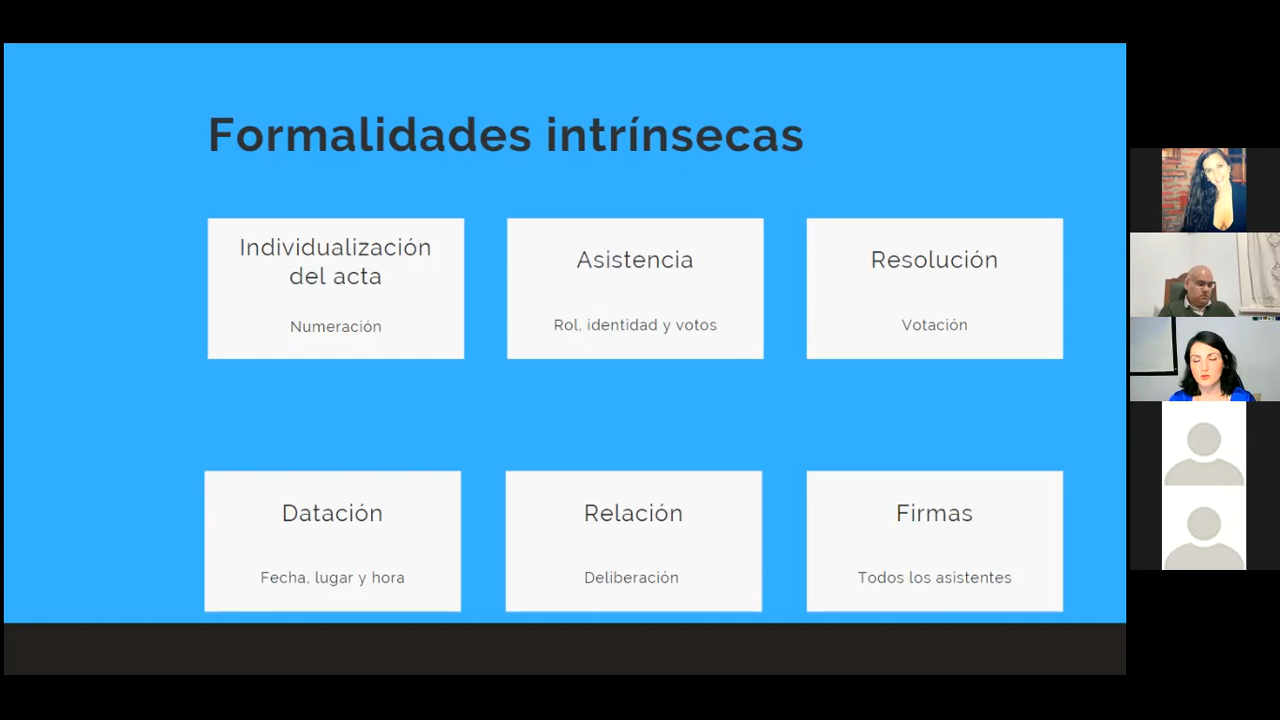 Formalidades intrínsecas
Individualización
del acta
Numeración
Asistencia
Rol, identidad y votos
Resolución
Votación
Datación
Fecha, lugar y hora
Relación
Deliberación
Firmas
Todos los asistentes